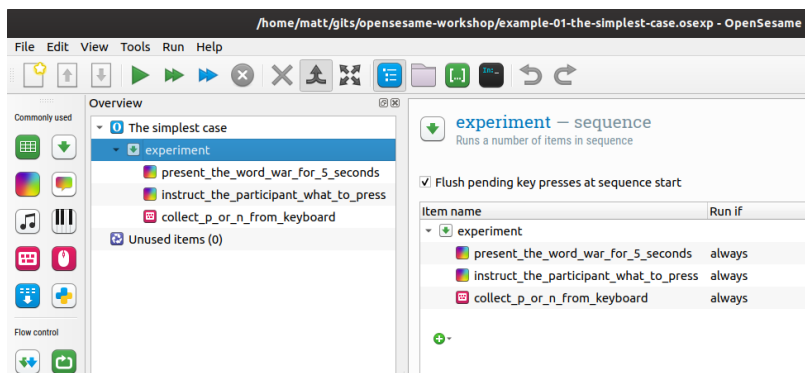 /home/matt/gits/opensesame-workshop/example-01-the-simplest-case.osexp - OpenSesame
File Edit View Tools Run Help
In:_
[...]
Overview
Commonly used
The simplest case
experiment
present_the_word_war_for_5_seconds
instruct_the_participant_what_to_press
collect_p_or_n_from_keyboard
Unused items (0)
Flow control
experiment — sequence
Runs a number of items in sequence
Flush pending key presses at sequence start
Item name Run if
experiment
present_the_word_war_for_5_seconds always
instruct_the_participant_what_to_press always
collect_p_or_n_from_keyboard always